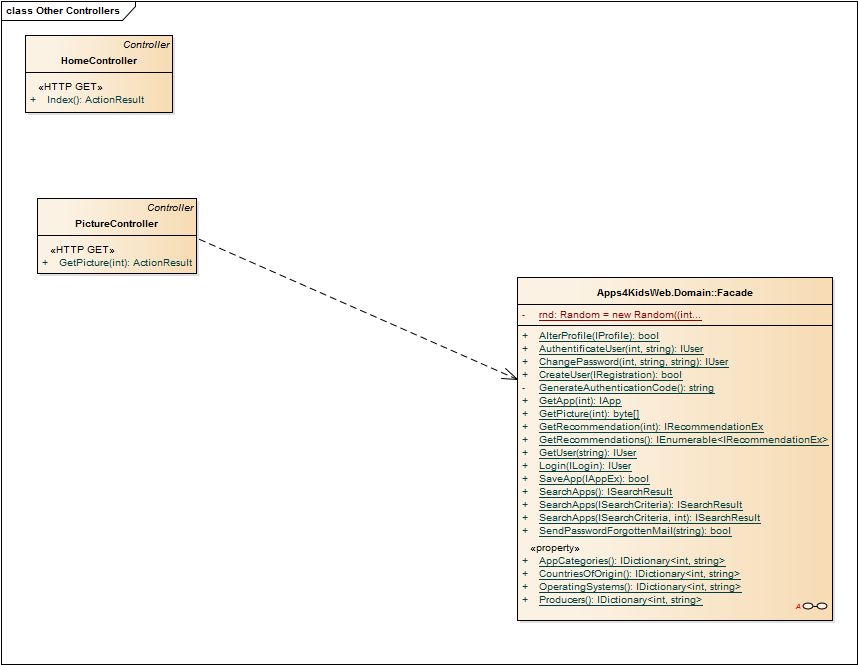 class Other Controllers
Controller
HomeController
«HTTP GET»
+ Index(): ActionResult
Controller
PictureController
«HTTP GET»
+ GetPicture(int): ActionResult
Apps4KidsWeb.Domain::Facade
- rnd: Random = new Random((int...
+ AlterProfile(IProfile): bool
+ AuthentificateUser(int, string): IUser
+ ChangePassword(int, string, string): IUser
+ CreateUser(IRegistration): bool
- GenerateAuthenticationCode(): string
+ GetApp(int): IApp
+ GetPicture(int): byte[]
+ GetRecommendation(int): IRecommendationEx
+ GetRecommendations(): IEnumerable<IRecommendationEx>
+ GetUser(string): IUser
+ Login(ILogin): IUser
+ SaveApp(IAppEx): bool
+ SearchApps(): ISearchResult
+ SearchApps(ISearchCriteria): ISearchResult
+ SearchApps(ISearchCriteria, int): ISearchResult
+ SendPasswordForgottenMail(string): bool
«property»
+ AppCategories(): IDictionary<int, string>
+ CountriesOfOrigin(): IDictionary<int, string>
+ OperatingSystems(): IDictionary<int, string>
+ Producers(): IDictionary<int, string>
A